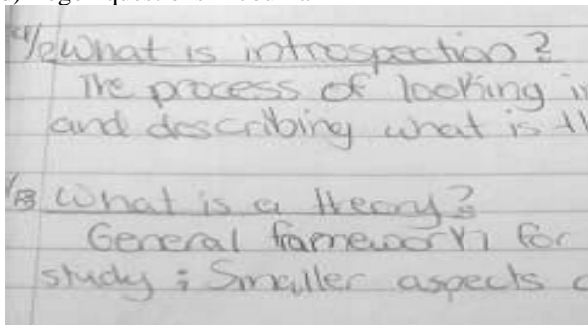 What is introspection?
The process of looking
and describing what is
What is a theory?
General framework for
study; Smaller aspects